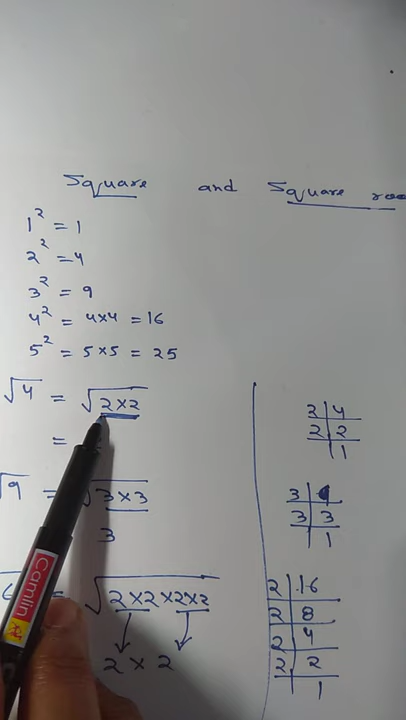 Square and Square roo
1² = 1
2² = 4
3² = 9
4² = 4×4 = 16
5² = 5×5 = 25
√4 = √2×2
=
√9 = √3×3
3
6 = √2×2×2×2
2 × 2
2 4
2 2
1
3
3 3
1
2 16
2 8
2 4
2 2
1
Camlin